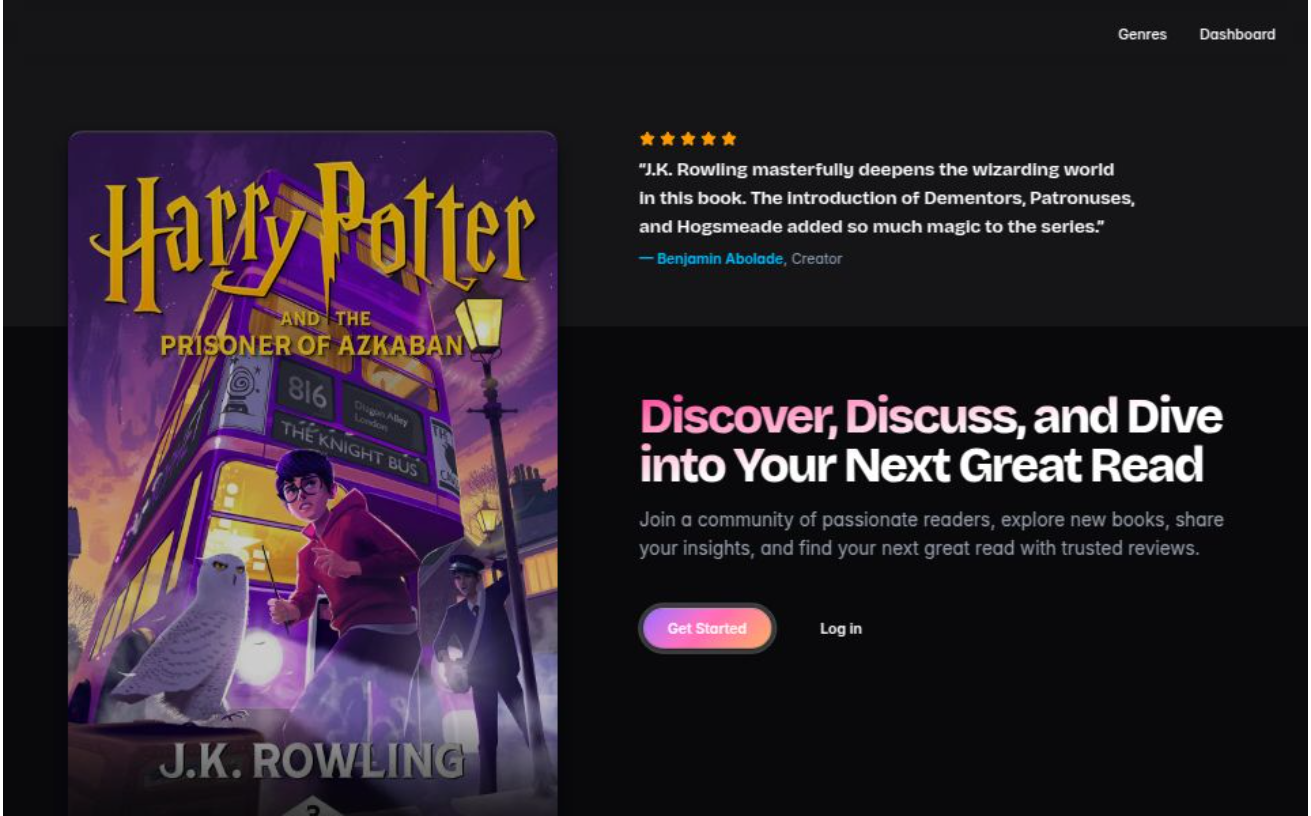 Genres Dashboard
Harry Potter
AND THE
PRISONER OF AZKABAN
816
Diagon Alley
London
THE KNIGHT BUS
J.K. ROWLING
3
"J.K. Rowling masterfully deepens the wizarding world
in this book. The introduction of Dementors, Patronuses,
and Hogsmeade added so much magic to the series."
— Benjamin Abolade, Creator
Discover, Discuss, and Dive
into Your Next Great Read
Join a community of passionate readers, explore new books, share
your insights, and find your next great read with trusted reviews.
Get Started Log in